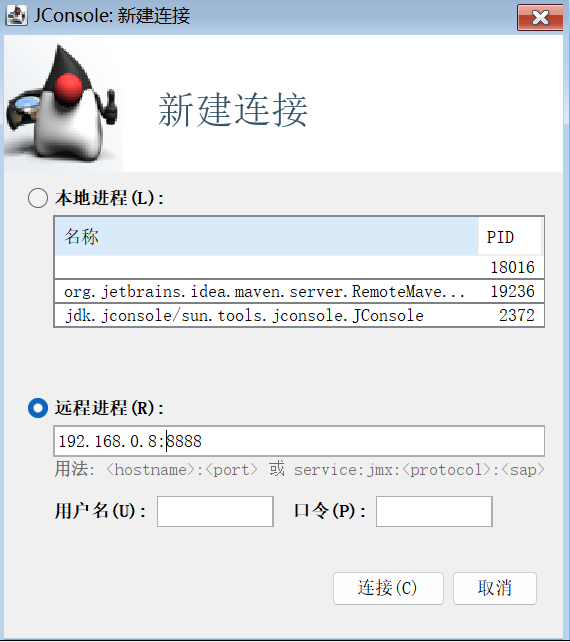 JConsole: 新建连接
新建连接
本地进程(L):
名称 PID
18016
org.jetbrains.idea.maven.server.RemoteMave... 19236
jdk.jconsole/sun.tools.jconsole.JConsole 2372
远程进程(R):
192.168.0.8:8888
用法: <hostname>:<port> 或 service:jmx:<protocol>:<sap>
用户名(U): 口令(P):
连接(C) 取消